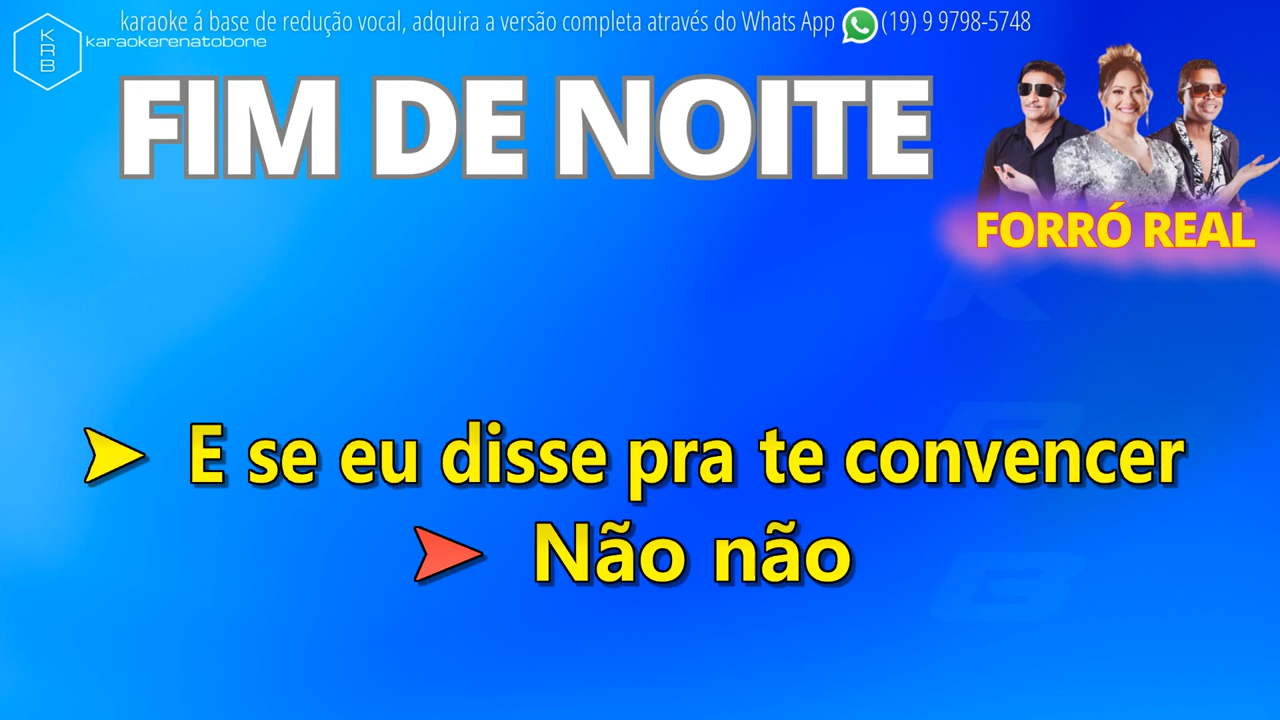 karaoke á base de redução vocal, adquira a versão completa através do Whats App (19) 9 9798-5748
KRB
karaokerenatobone
FIM DE NOITE
FORRÓ REAL
E se eu disse pra te convencer
Não não
K
R
B